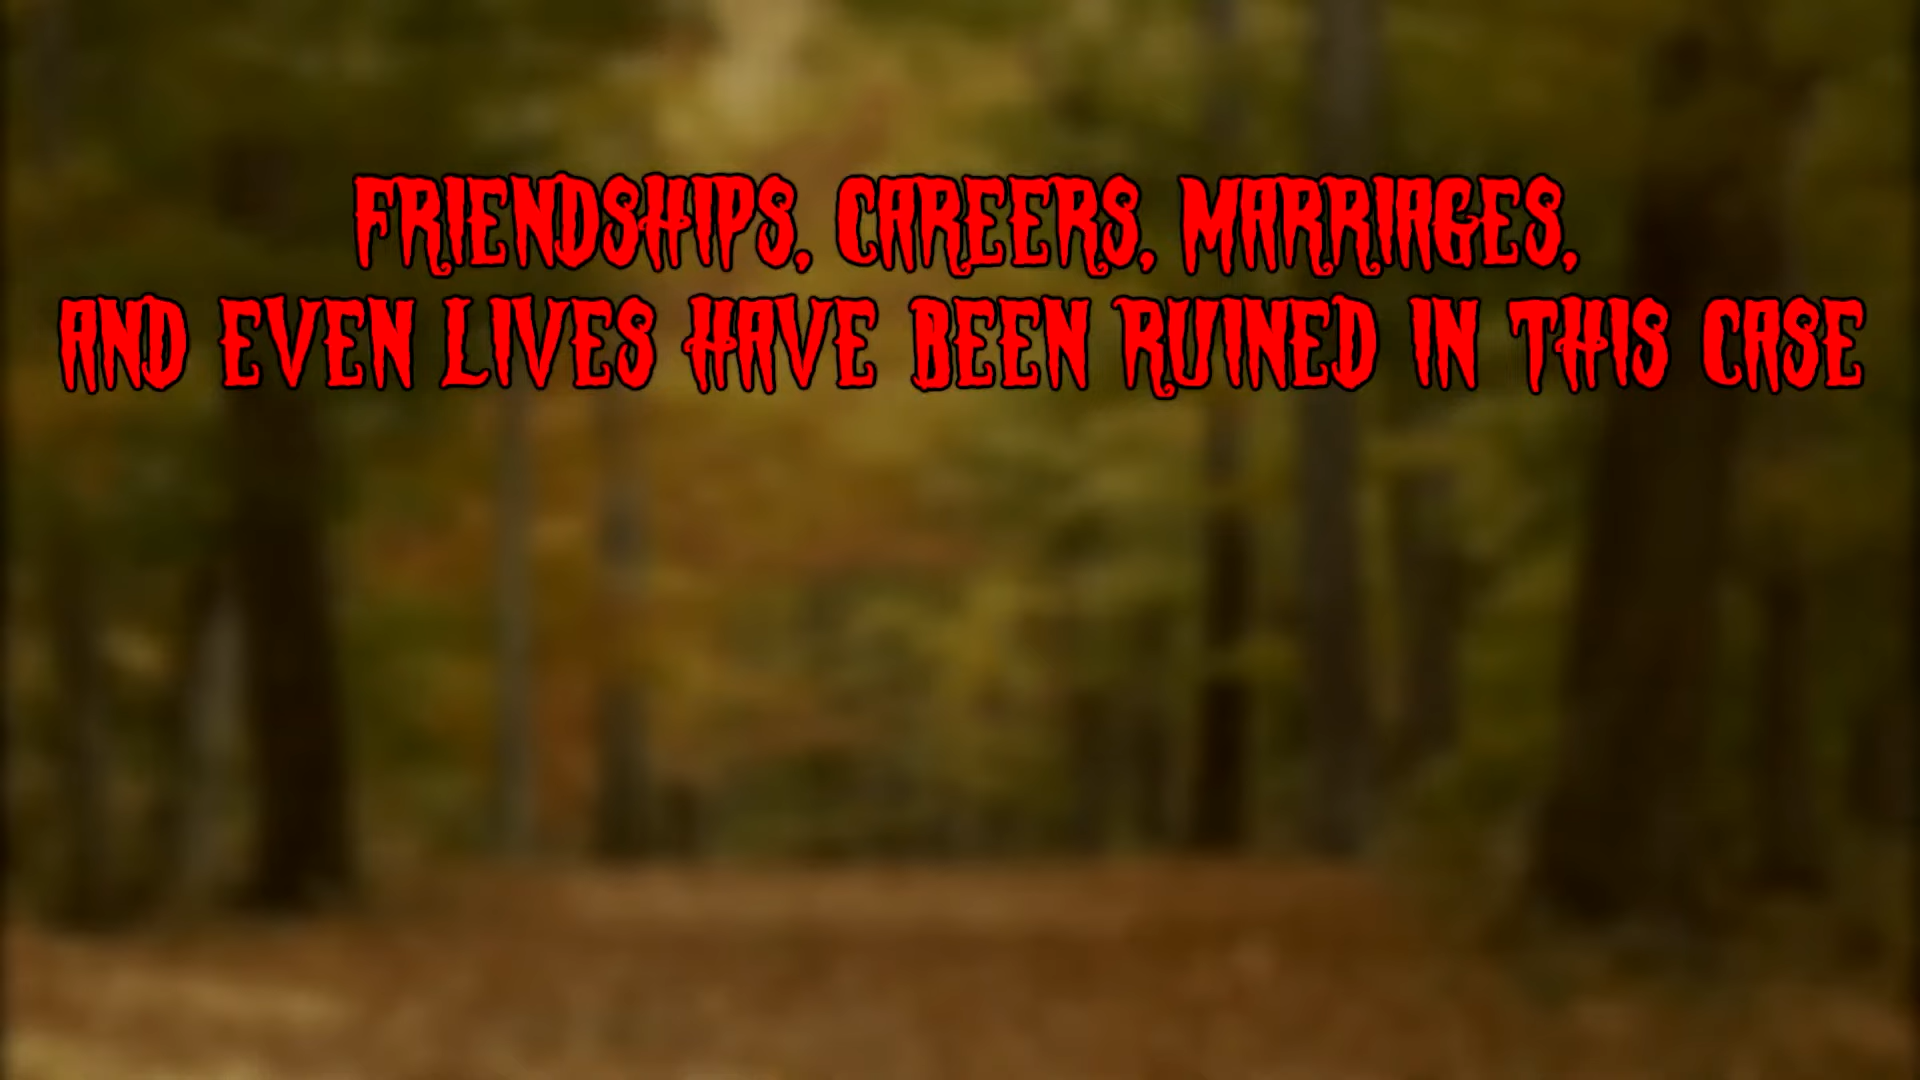 FRIENDSHIPS, CAREERS, MARRIAGES,
AND EVEN LIVES HAVE BEEN RUINED IN THIS CASE